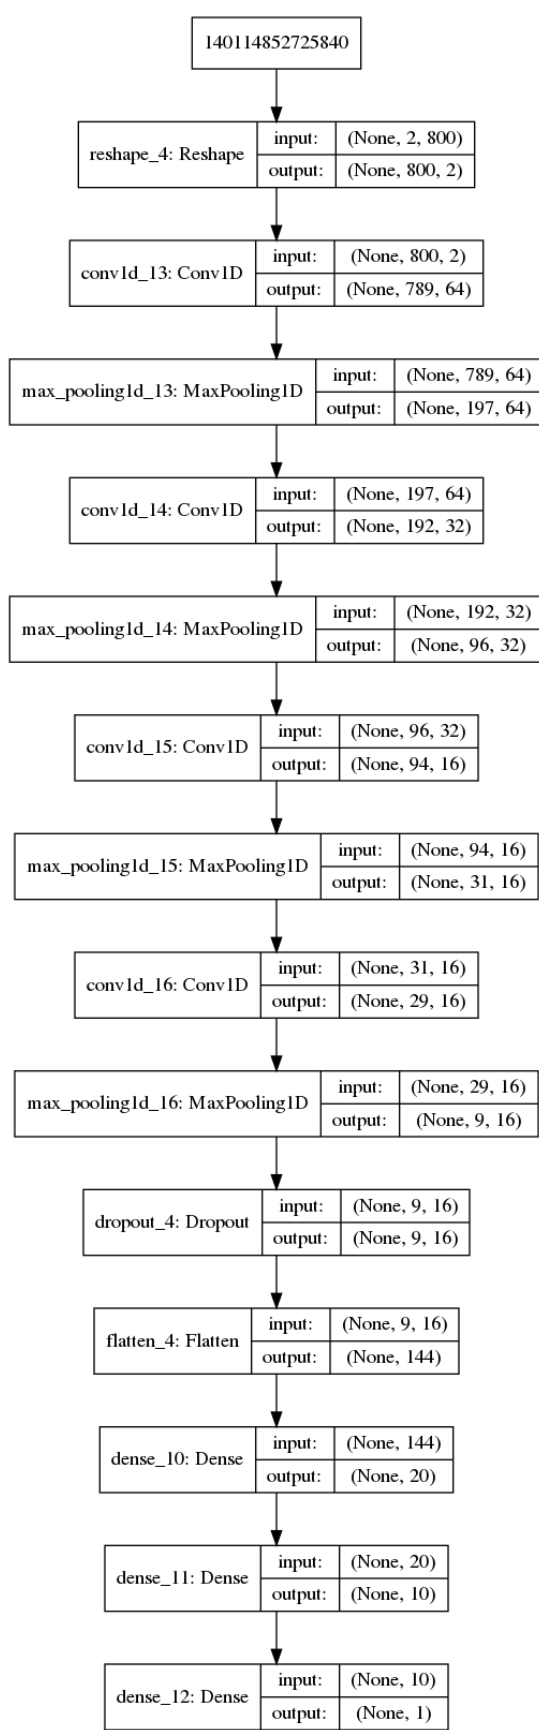 140114852725840
reshape_4: Reshape
input: (None, 2, 800)
output: (None, 800, 2)
conv1d_13: Conv1D
input: (None, 800, 2)
output: (None, 789, 64)
max_pooling1d_13: MaxPooling1D
input: (None, 789, 64)
output: (None, 197, 64)
conv1d_14: Conv1D
input: (None, 197, 64)
output: (None, 192, 32)
max_pooling1d_14: MaxPooling1D
input: (None, 192, 32)
output: (None, 96, 32)
conv1d_15: Conv1D
input: (None, 96, 32)
output: (None, 94, 16)
max_pooling1d_15: MaxPooling1D
input: (None, 94, 16)
output: (None, 31, 16)
conv1d_16: Conv1D
input: (None, 31, 16)
output: (None, 29, 16)
max_pooling1d_16: MaxPooling1D
input: (None, 29, 16)
output: (None, 9, 16)
dropout_4: Dropout
input: (None, 9, 16)
output: (None, 9, 16)
flatten_4: Flatten
input: (None, 9, 16)
output: (None, 144)
dense_10: Dense
input: (None, 144)
output: (None, 20)
dense_11: Dense
input: (None, 20)
output: (None, 10)
dense_12: Dense
input: (None, 10)
output: (None, 1)